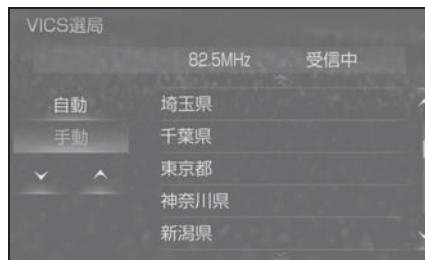 VICS選局
82.5MHz 受信中
自動
手動
埼玉県
千葉県
東京都
神奈川県
新潟県